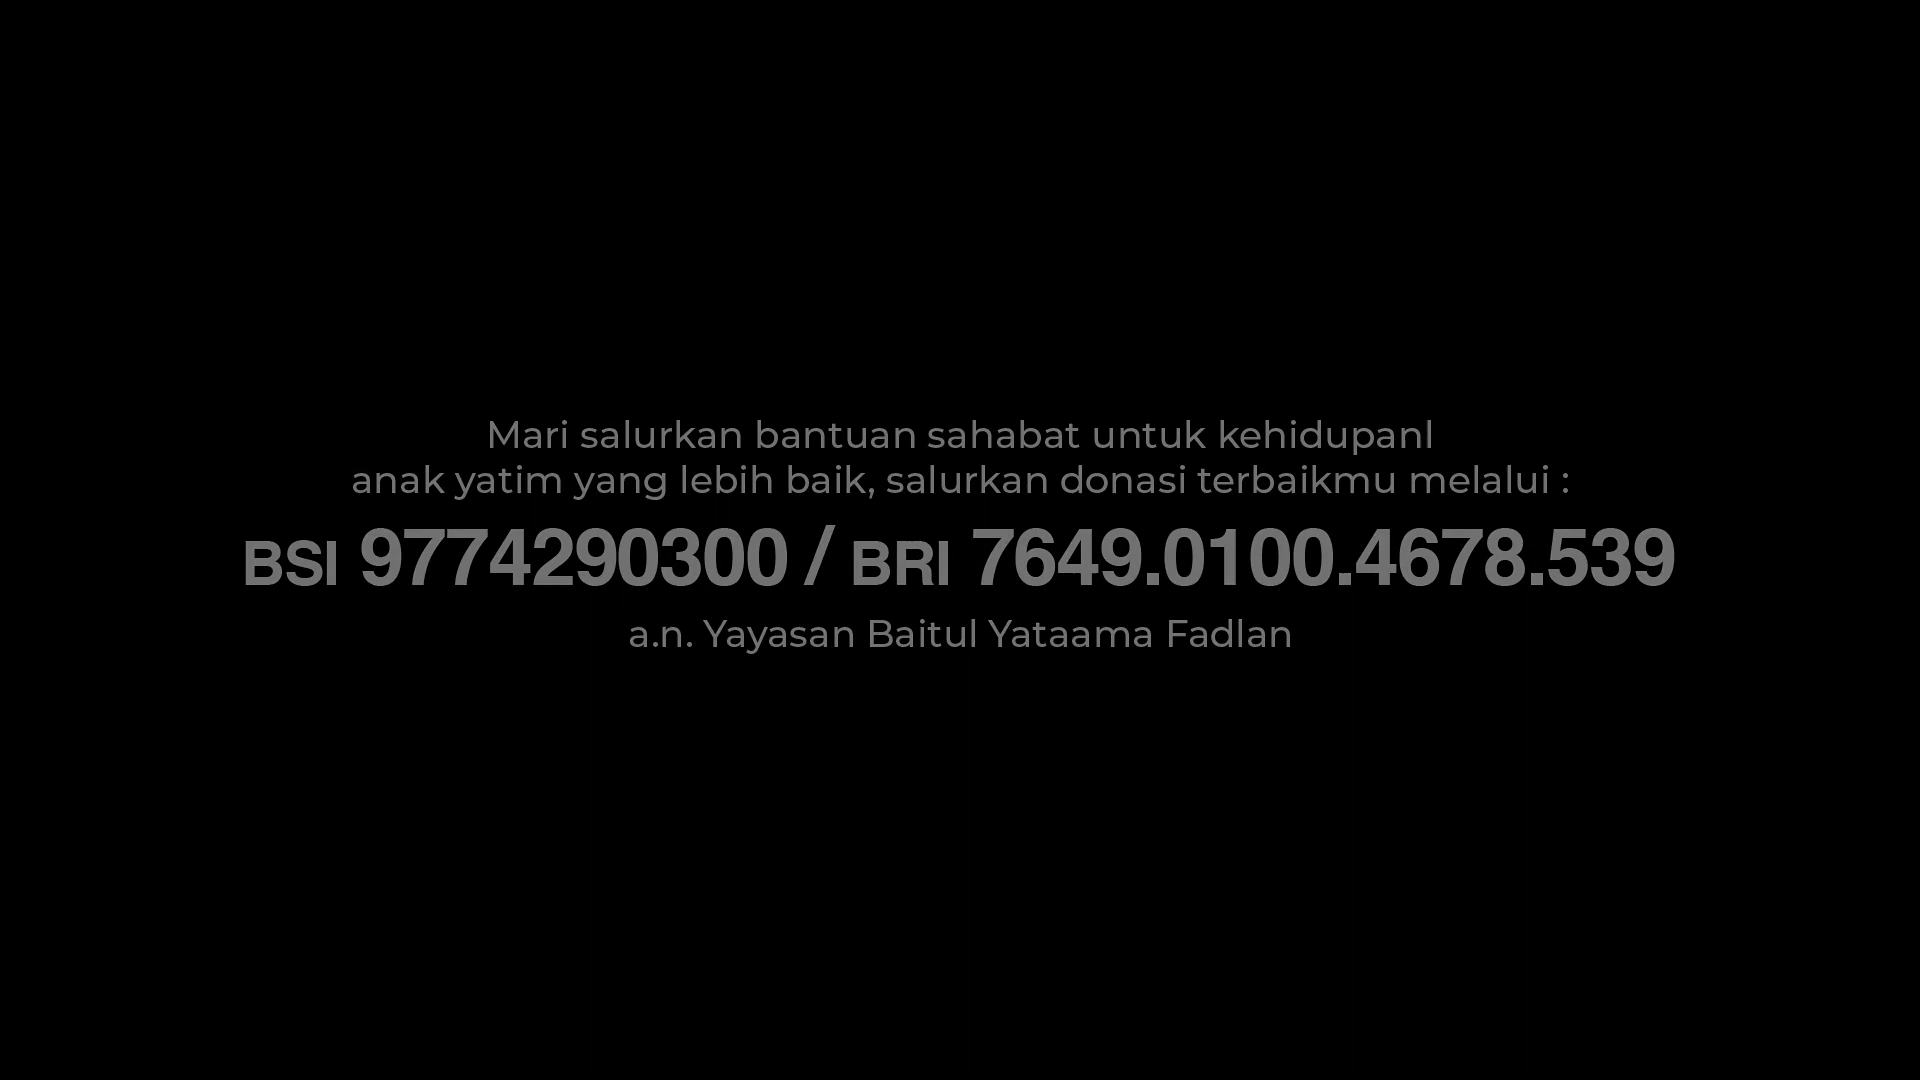 Mari salurkan bantuan sahabat untuk kehidupanl
anak yatim yang lebih baik, salurkan donasi terbaikmu melalui :
BSI 9774290300 / BRI 7649.0100.4678.539
a.n. Yayasan Baitul Yataama Fadlan